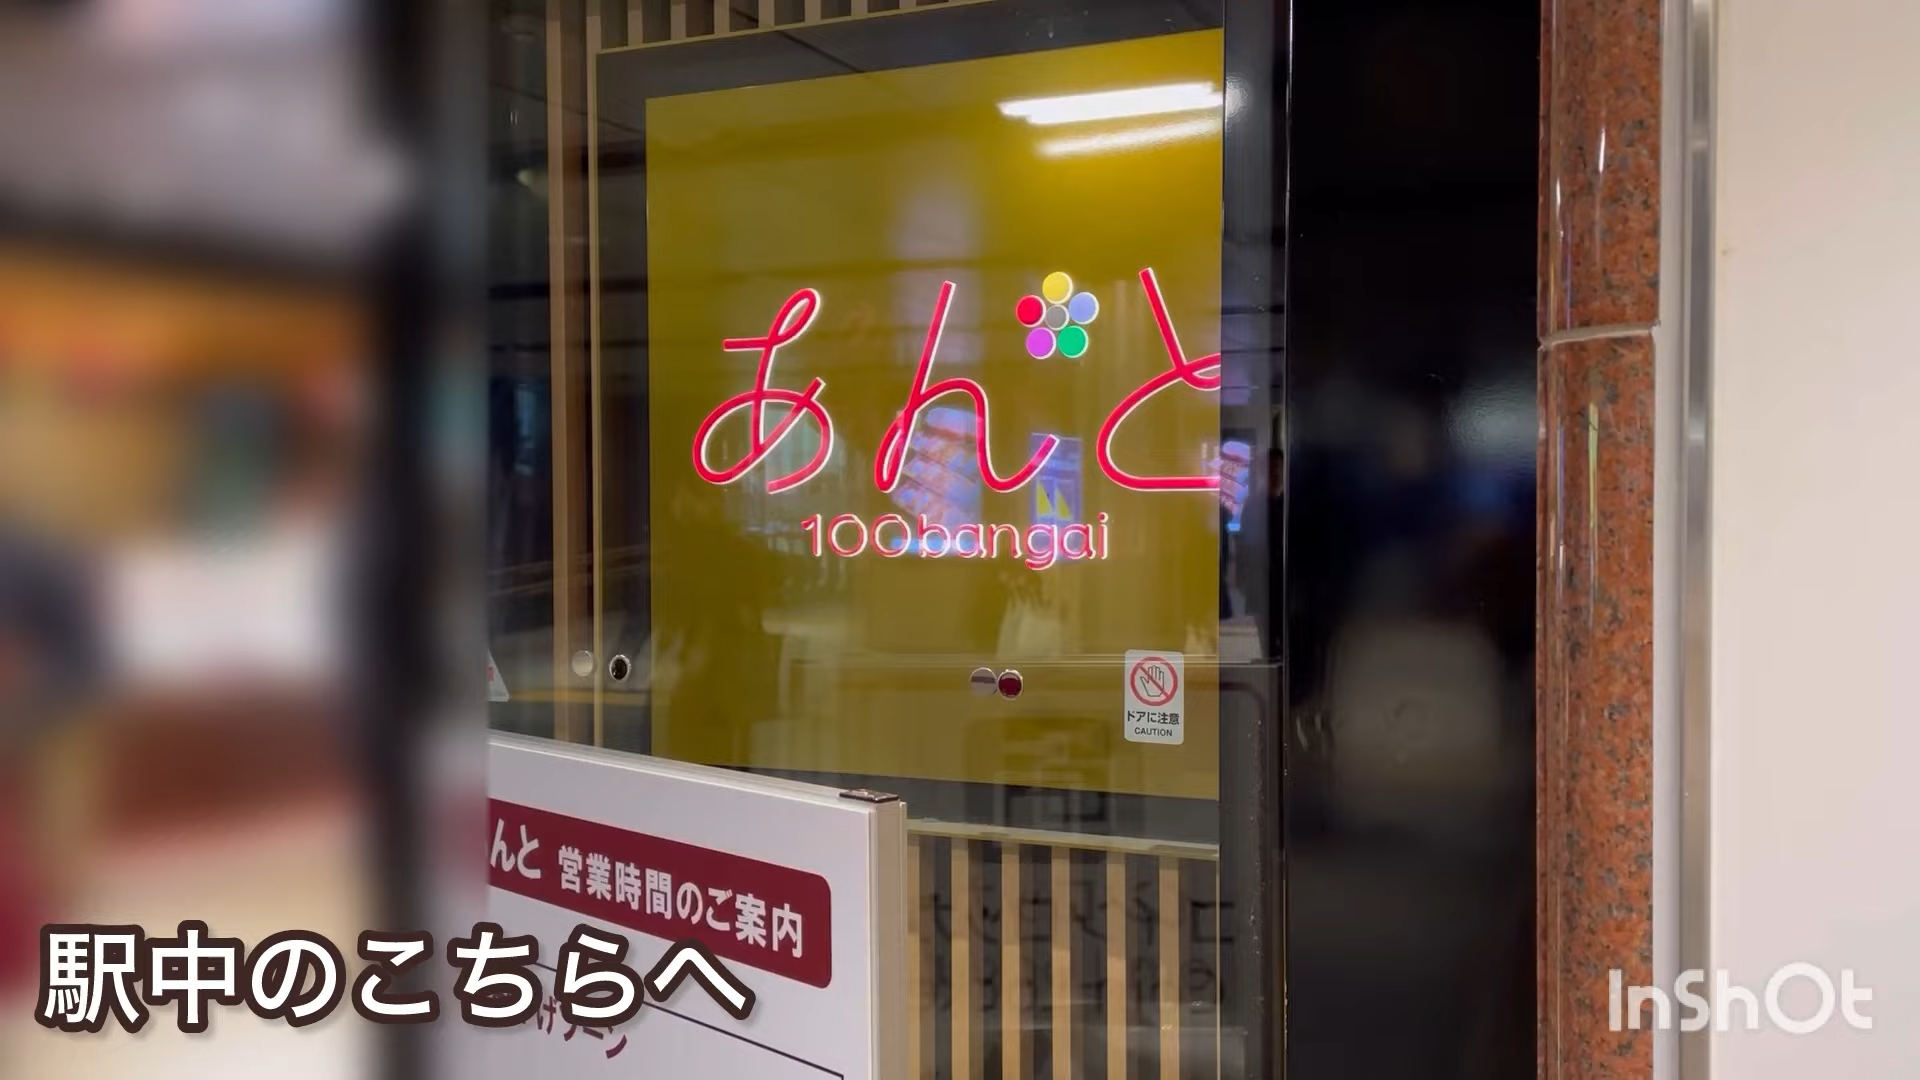 あんと
100bangai
ドアに注意
CAUTION
んと 営業時間のご案内
駅中のこちらへ
InShOt